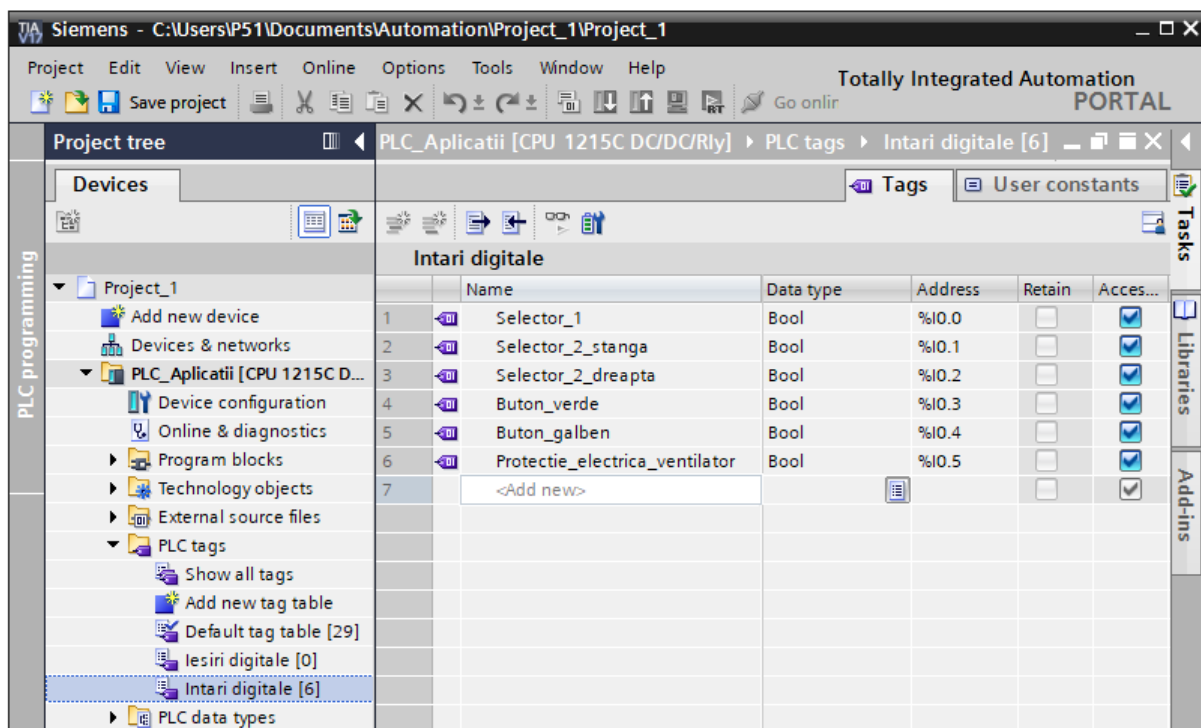 TIA V17 Siemens - C:\Users\P51\Documents\Automation\Project_1\Project_1
Project Edit View Insert Online Options Tools Window Help
Totally Integrated Automation
PORTAL
Save project
RT
Go onlir
Project tree
PLC_Aplicatii [CPU 1215C DC/DC/Rly] PLC tags Intari digitale [6]
Devices
Tags User constants
Intari digitale
Name Data type Address Retain Acces...
1 Selector_1 Bool %I0.0
2 Selector_2_stanga Bool %I0.1
3 Selector_2_dreapta Bool %I0.2
4 Buton_verde Bool %I0.3
5 Buton_galben Bool %I0.4
6 Protectie_electrica_ventilator Bool %I0.5
7 <Add new>
Project_1
Add new device
Devices & networks
PLC_Aplicatii [CPU 1215C D...
Device configuration
Online & diagnostics
Program blocks
Technology objects
External source files
PLC tags
Show all tags
Add new tag table
Default tag table [29]
Iesiri digitale [0]
Intari digitale [6]
PLC data types
PLC programming
Tasks
Libraries
Add-ins